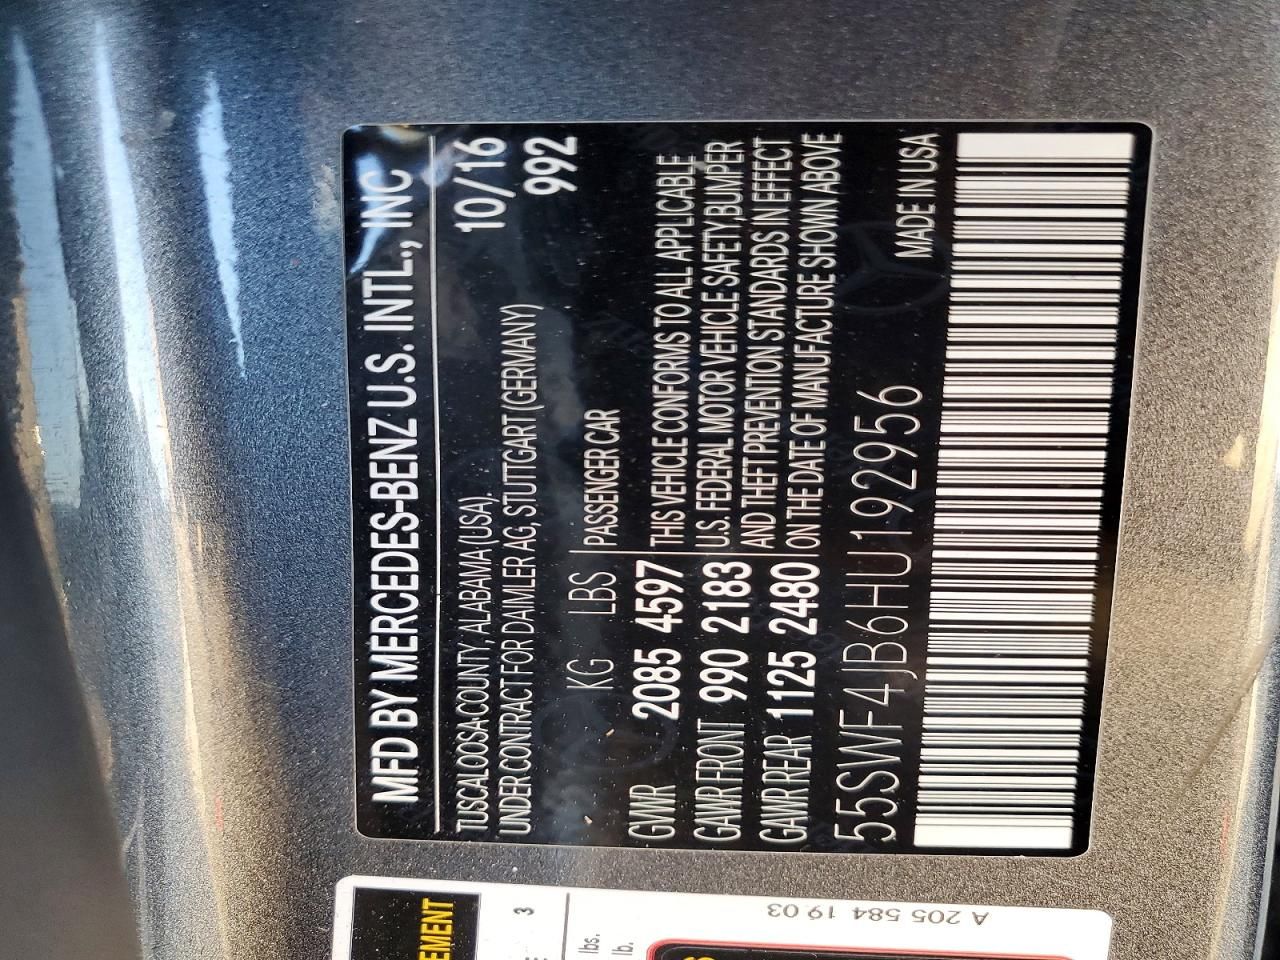 MFD BY MERCEDES-BENZ U.S. INTL., INC
TUSCALOOSA COUNTY, ALABAMA (USA), 10/16
UNDER CONTRACT FOR DAIMLER AG, STUTTGART (GERMANY)
992
KG LBS PASSENGER CAR
GVWR 2085 4597 THIS VEHICLE CONFORMS TO ALL APPLICABLE
GAWR FRONT 990 2183 U.S. FEDERAL MOTOR VEHICLE SAFETY, BUMPER
AND THEFT PREVENTION STANDARDS IN EFFECT
GAWR REAR 1125 2480 ON THE DATE OF MANUFACTURE SHOWN ABOVE
55SWF4JB6HU192956 MADE IN USA
EMENT
3
lbs.
lb.
A 205 584 19 03